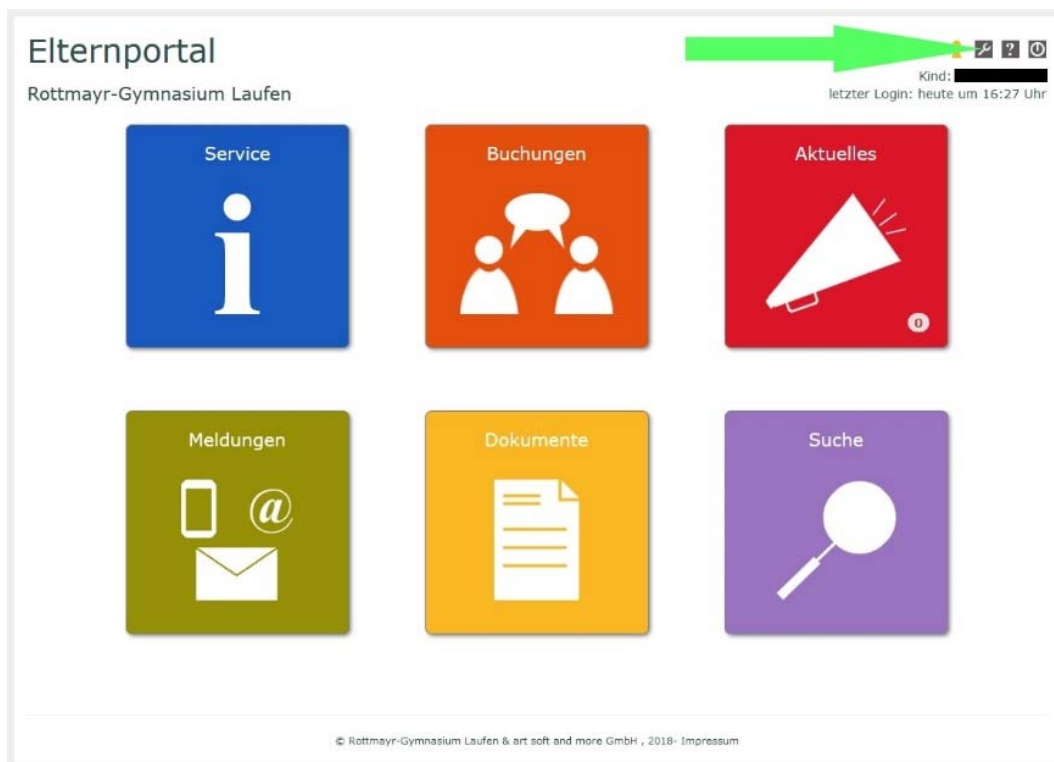 Elternportal
Rottmayr-Gymnasium Laufen
?
Kind:
letzter Login: heute um 16:27 Uhr
Service
i
Buchungen
Aktuelles
0
Meldungen
@
Dokumente
Suche
© Rottmayr-Gymnasium Laufen & art soft and more GmbH , 2018- Impressum